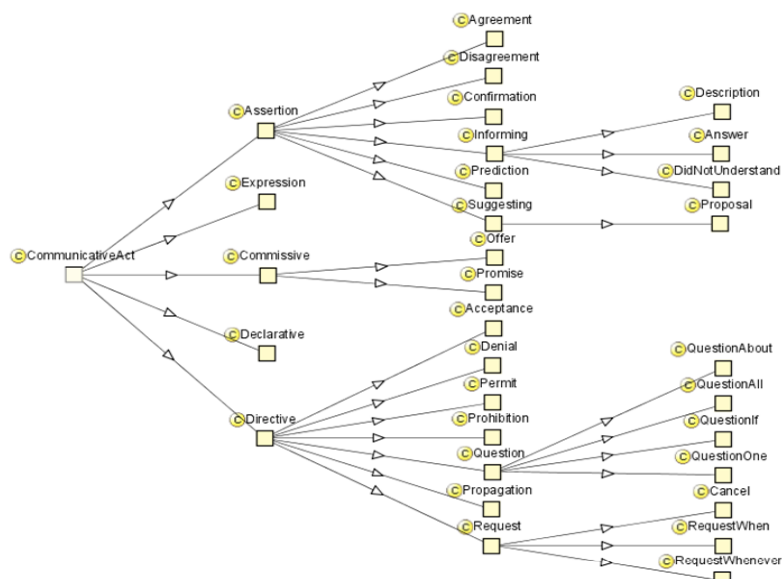 Agreement
Disagreement
Confirmation
Assertion
Informing
Description
Answer
DidNotUnderstand
Prediction
Expression
Suggesting
Proposal
Offer
CommunicativeAct
Commissive
Promise
Acceptance
Declarative
Denial
Permit
Directive
Prohibition
Question
QuestionAbout
QuestionAll
QuestionIf
QuestionOne
Propagation
Request
Cancel
RequestWhen
RequestWhenever